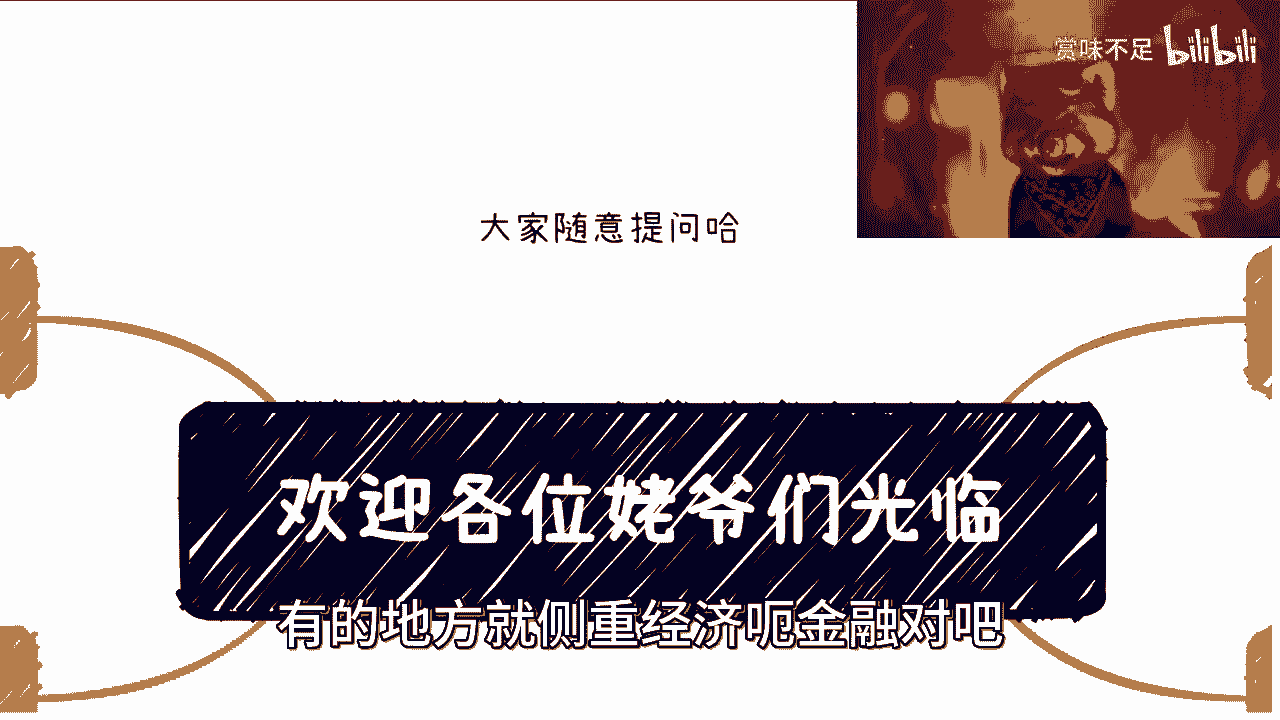 赏味不足 bilibili
大家随意提问哈
欢迎各位姥爷们光临
有的地方就侧重经济呃金融对吧